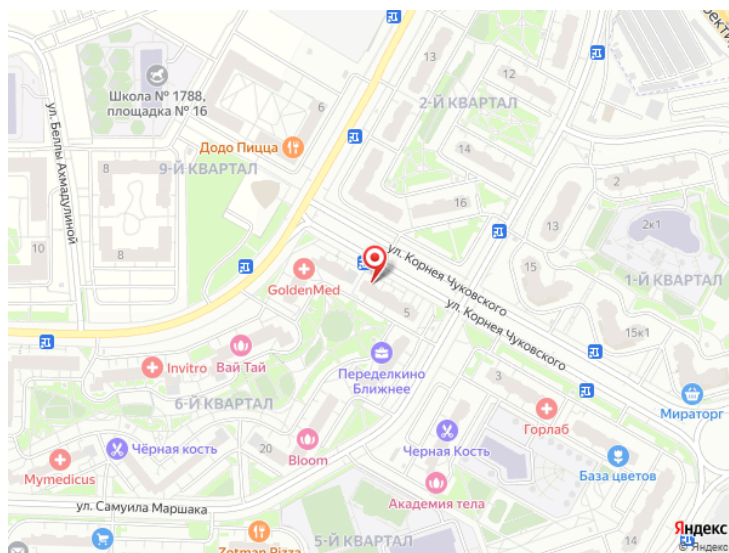 13
12
2-Й КВАРТАЛ
Школа № 1788,
площадка № 16
6
Додо Пицца
14
9-Й КВАРТАЛ
8
16
2
ул. Беллы Ахмадулиной
13
2к1
10
8
ул. Корнея Чуковского
15
1-Й КВАРТАЛ
GoldenMed
ул. Корнея Чуковского
5
15к1
Вай Тай
Invitro
Переделкино
Ближнее
3
Мираторг
6-Й КВАРТАЛ
Горлаб
20
Чёрная кость
Черная Кость
Bloom
База цветов
Mymedicus
Академия тела
ул. Самуила Маршака
14
Яндекс
5-Й КВАРТАЛ
Zotman Pizza
© Яндекс